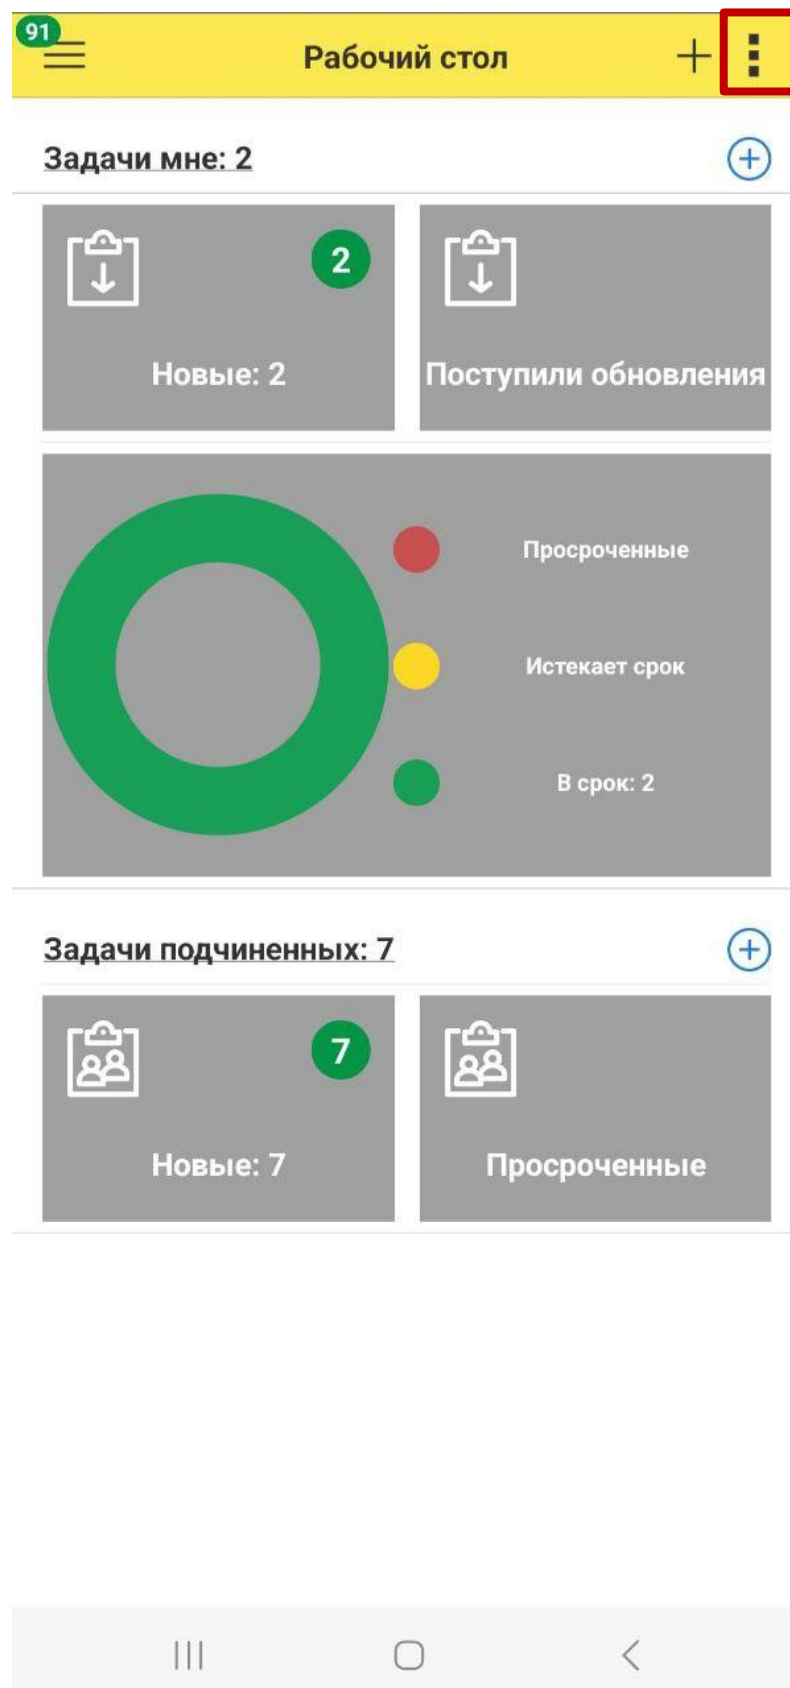 91
Рабочий стол
Задачи мне: 2
2
Новые: 2
Поступили обновления
Просроченные
Истекает срок
В срок: 2
Задачи подчиненных: 7
7
Новые: 7
Просроченные